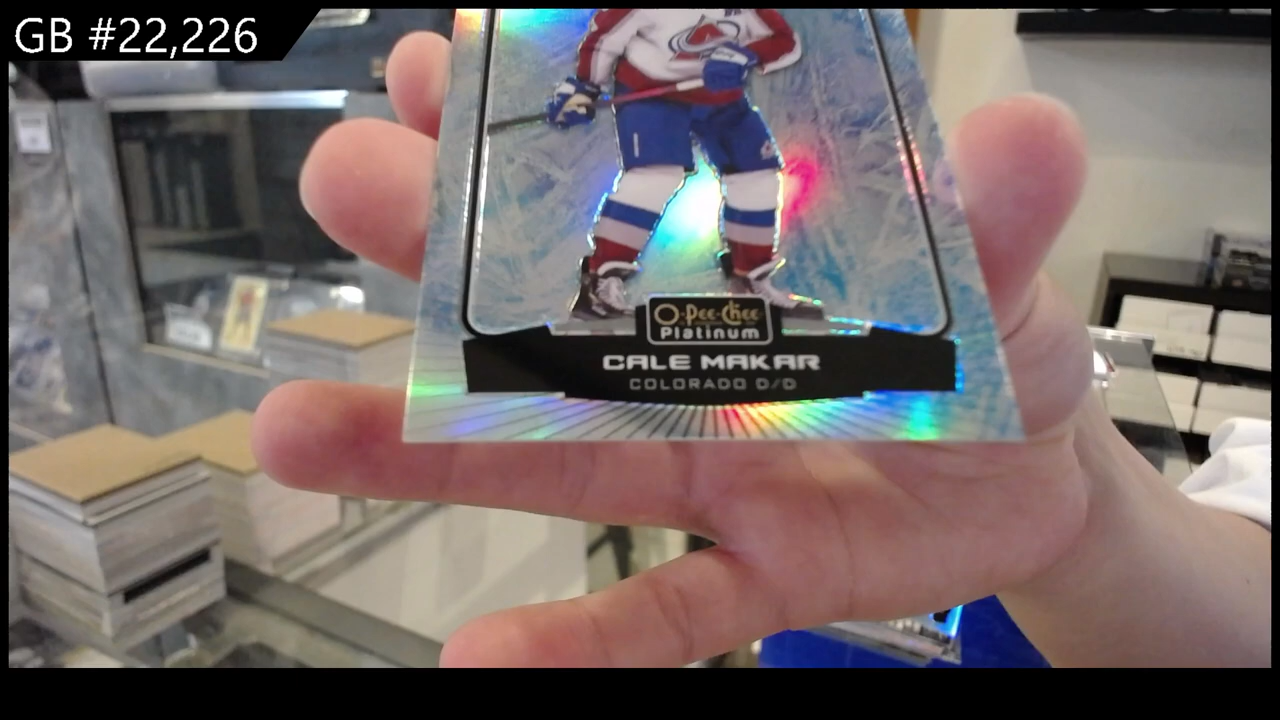 GB #22,226
O-Pee-Chee
Platinum
CALE MAKAR
COLORADO D/D